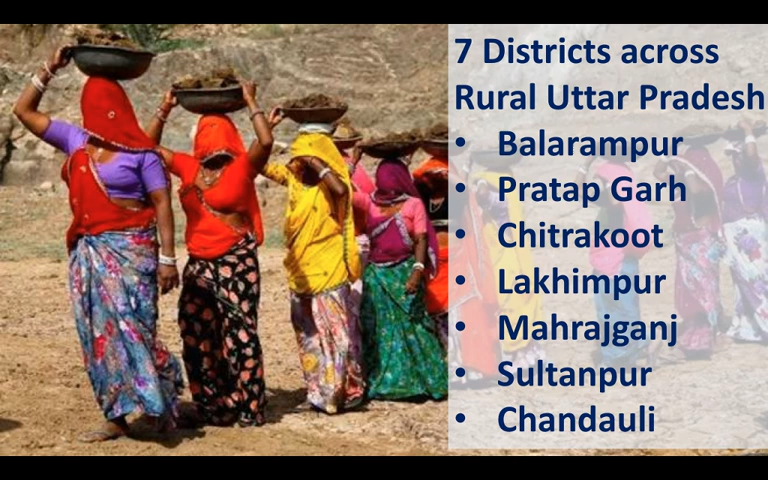 7 Districts across
Rural Uttar Pradesh
• Balarampur
• Pratap Garh
• Chitrakoot
• Lakhimpur
• Mahrajganj
• Sultanpur
• Chandauli